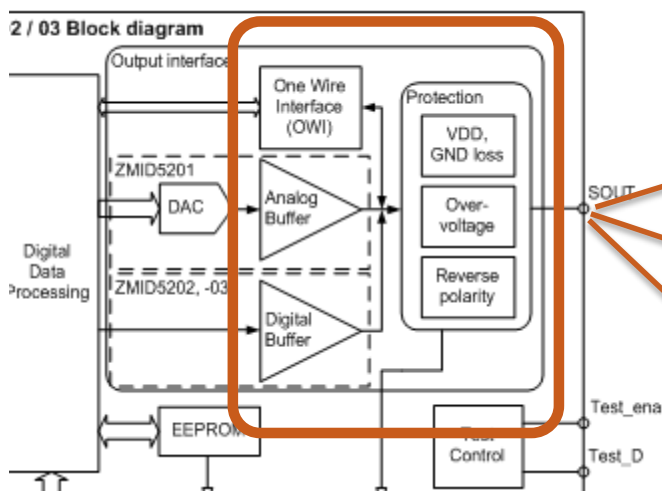 2 / 03 Block diagram
Output interface
One Wire
Interface
(OWI)
Protection
VDD,
GND loss
ZMID5201
DAC
Analog
Buffer
Over-
voltage
SOUT
Digital
Data
Processing
ZMID5202, -03
Digital
Buffer
Reverse
polarity
EEPROM
Control
Test_ena
Test_D